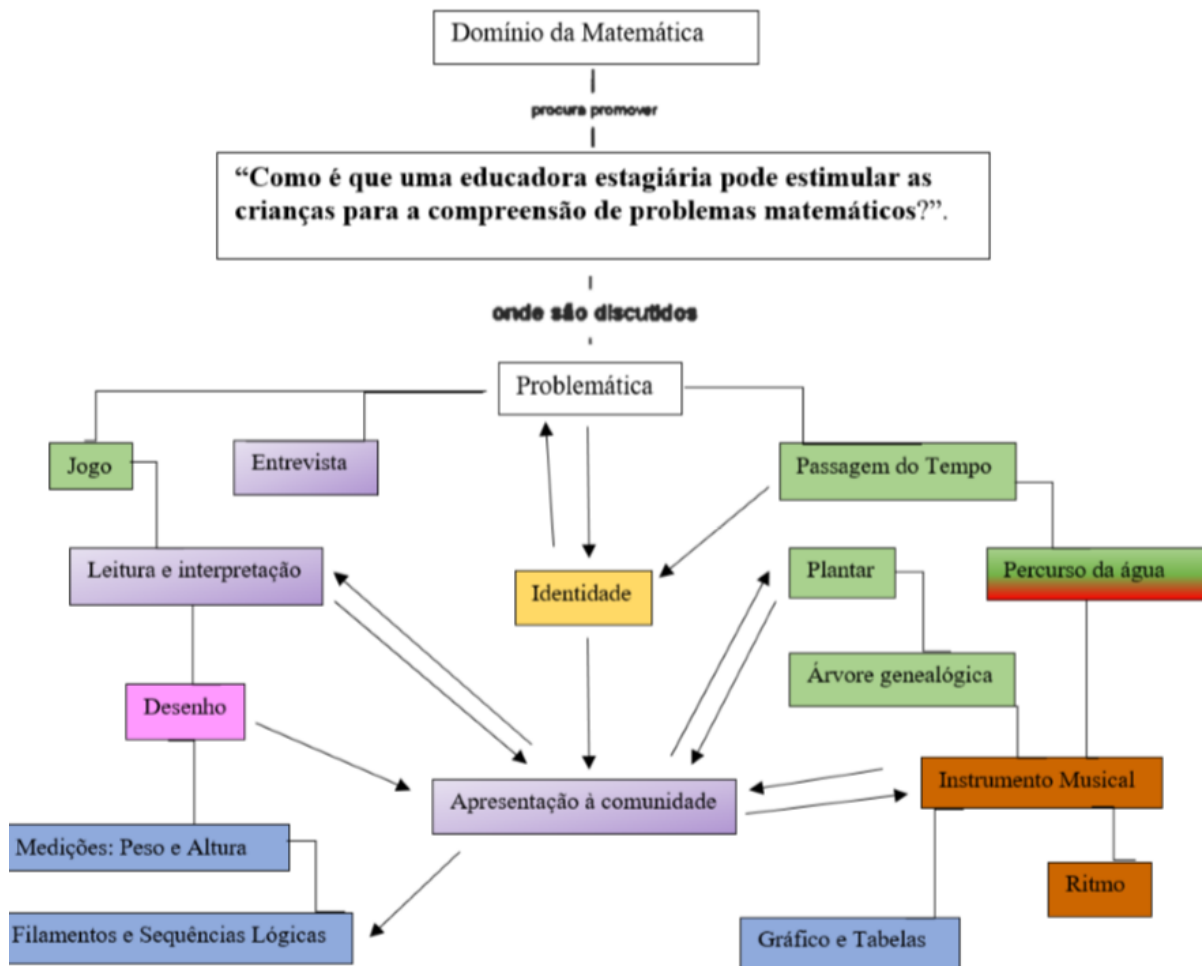 Domínio da Matemática
procura promover
“Como é que uma educadora estagiária pode estimular as
crianças para a compreensão de problemas matemáticos?”.
onde são discutidos
Problemática
Jogo
Entrevista
Passagem do Tempo
Leitura e interpretação
Identidade
Plantar
Percurso da água
Árvore genealógica
Desenho
Instrumento Musical
Apresentação à comunidade
Medições: Peso e Altura
Ritmo
Filamentos e Sequências Lógicas
Gráfico e Tabelas